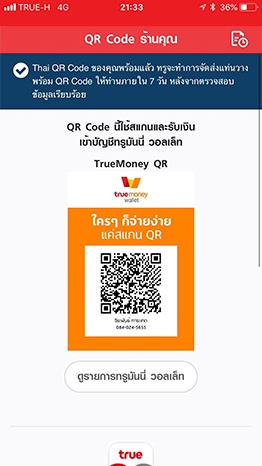 TRUE-H 4G 21:33 36%
QR Code ร้านคุณ
Thai QR Code ของคุณพร้อมแล้ว ทรูจะทำการจัดส่งแท่นวาง
พร้อม QR Code ให้ท่านภายใน 7 วัน หลังจากตรวจสอบ
ข้อมูลเรียบร้อย
QR Code นี้ใช้สแกนและรับเงิน
เข้าบัญชีทรูมันนี่ วอลเล็ท
TrueMoney QR
truemoney
wallet
ใครๆ ก็จ่ายง่าย
แค่สแกน QR
084-024-5655
ดูรายการทรูมันนี่ วอลเล็ท
true